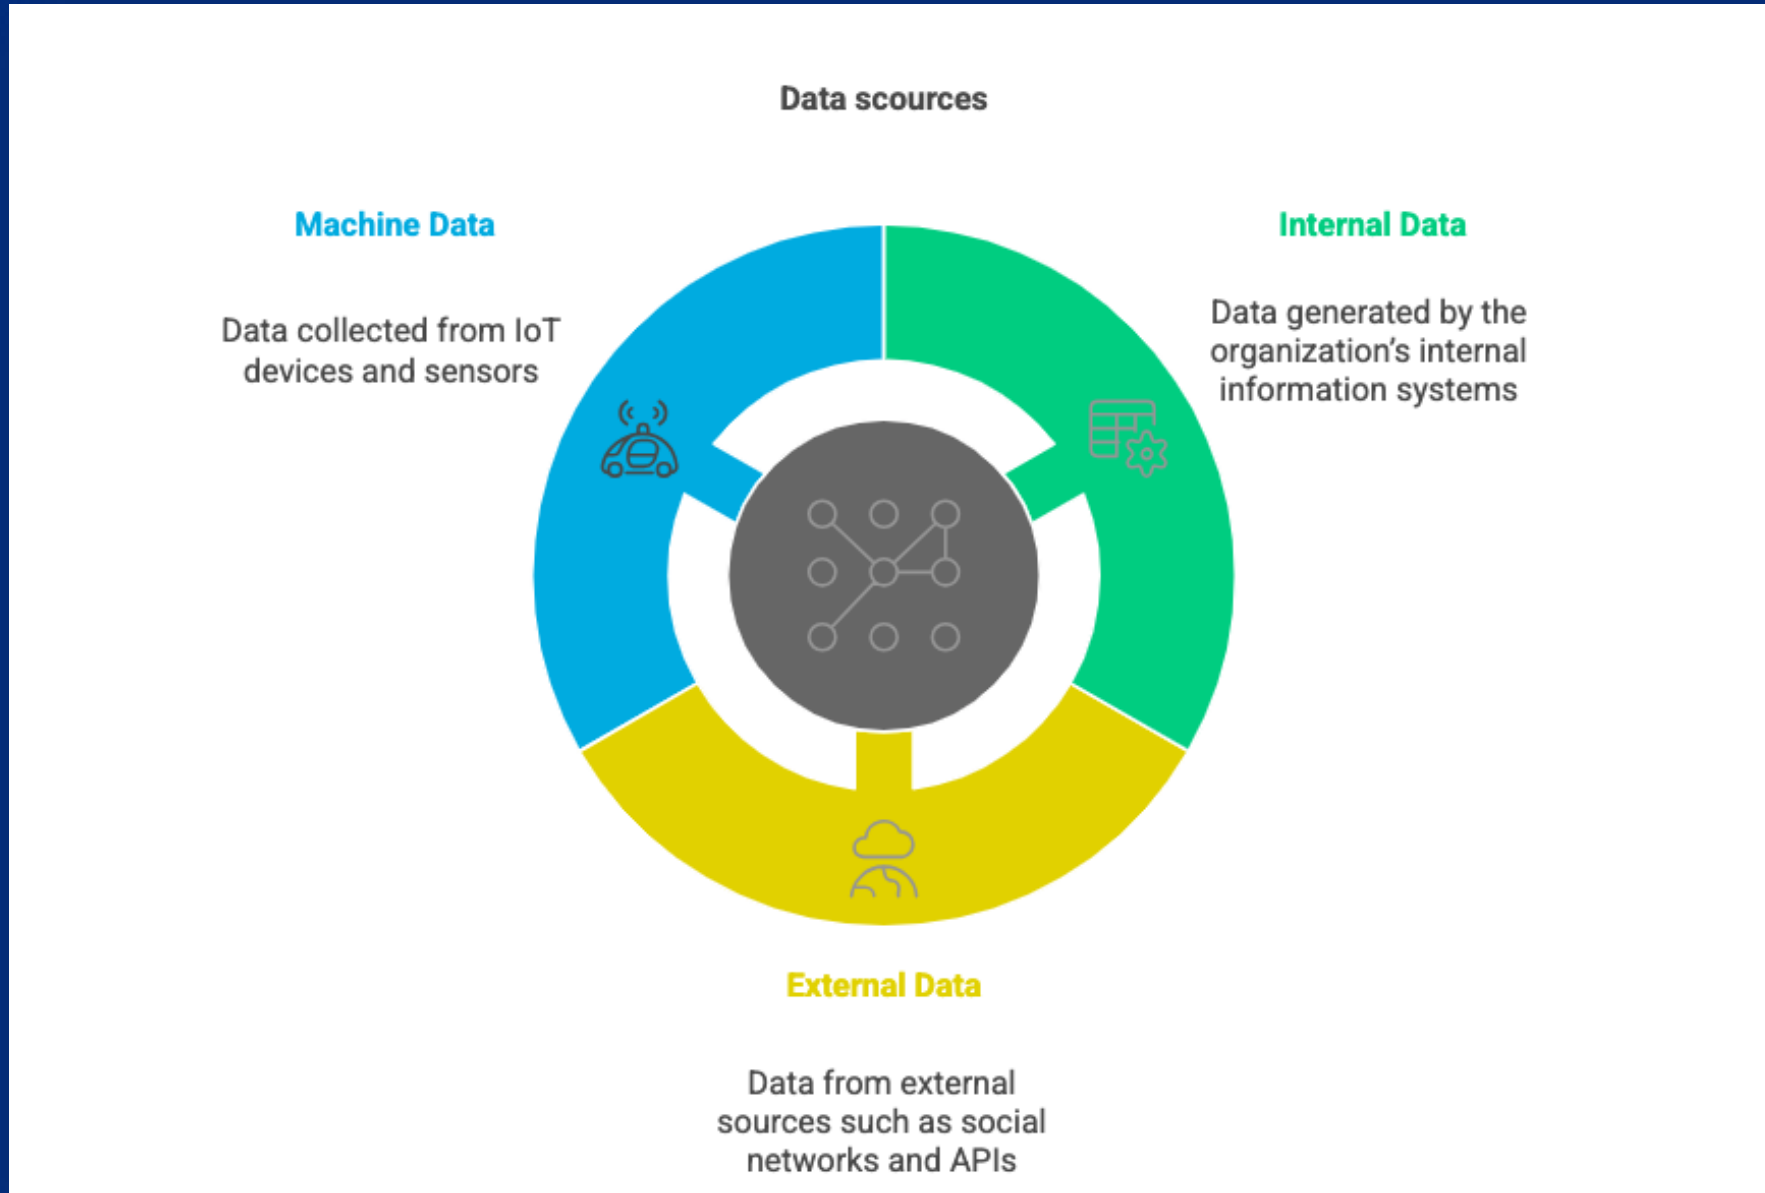 Data scources
Machine Data
Data collected from IoT
devices and sensors
Internal Data
Data generated by the
organization’s internal
information systems
External Data
Data from external
sources such as social
networks and APIs